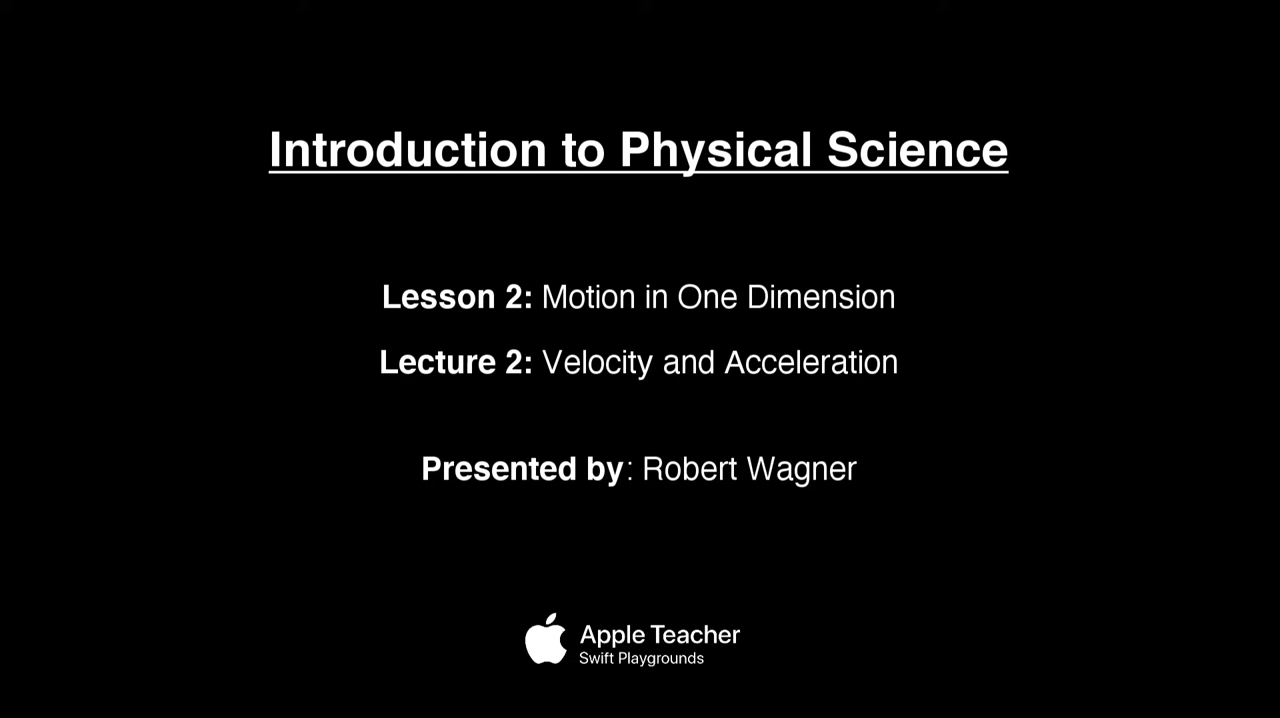 Introduction to Physical Science
Lesson 2: Motion in One Dimension
Lecture 2: Velocity and Acceleration
Presented by: Robert Wagner
Apple Teacher
Swift Playgrounds